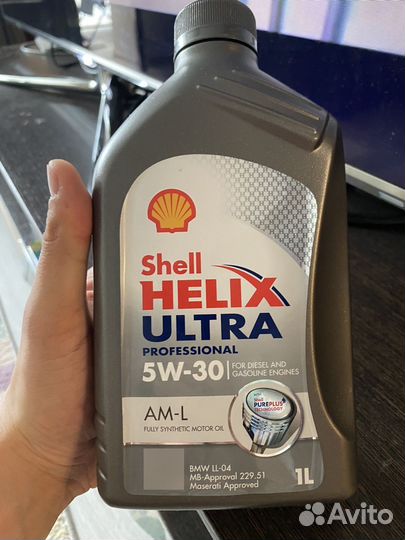 Shell
HELIX
ULTRA
PROFESSIONAL
5W-30
FOR DIESEL AND
GASOLINE ENGINES
WITH
Shell
PUREPLUS
TECHNOLOGY
AM-L
FULLY SYNTHETIC MOTOR OIL
BMW LL-04
MB-Approval 229.51
Maserati Approved
1L
Avito